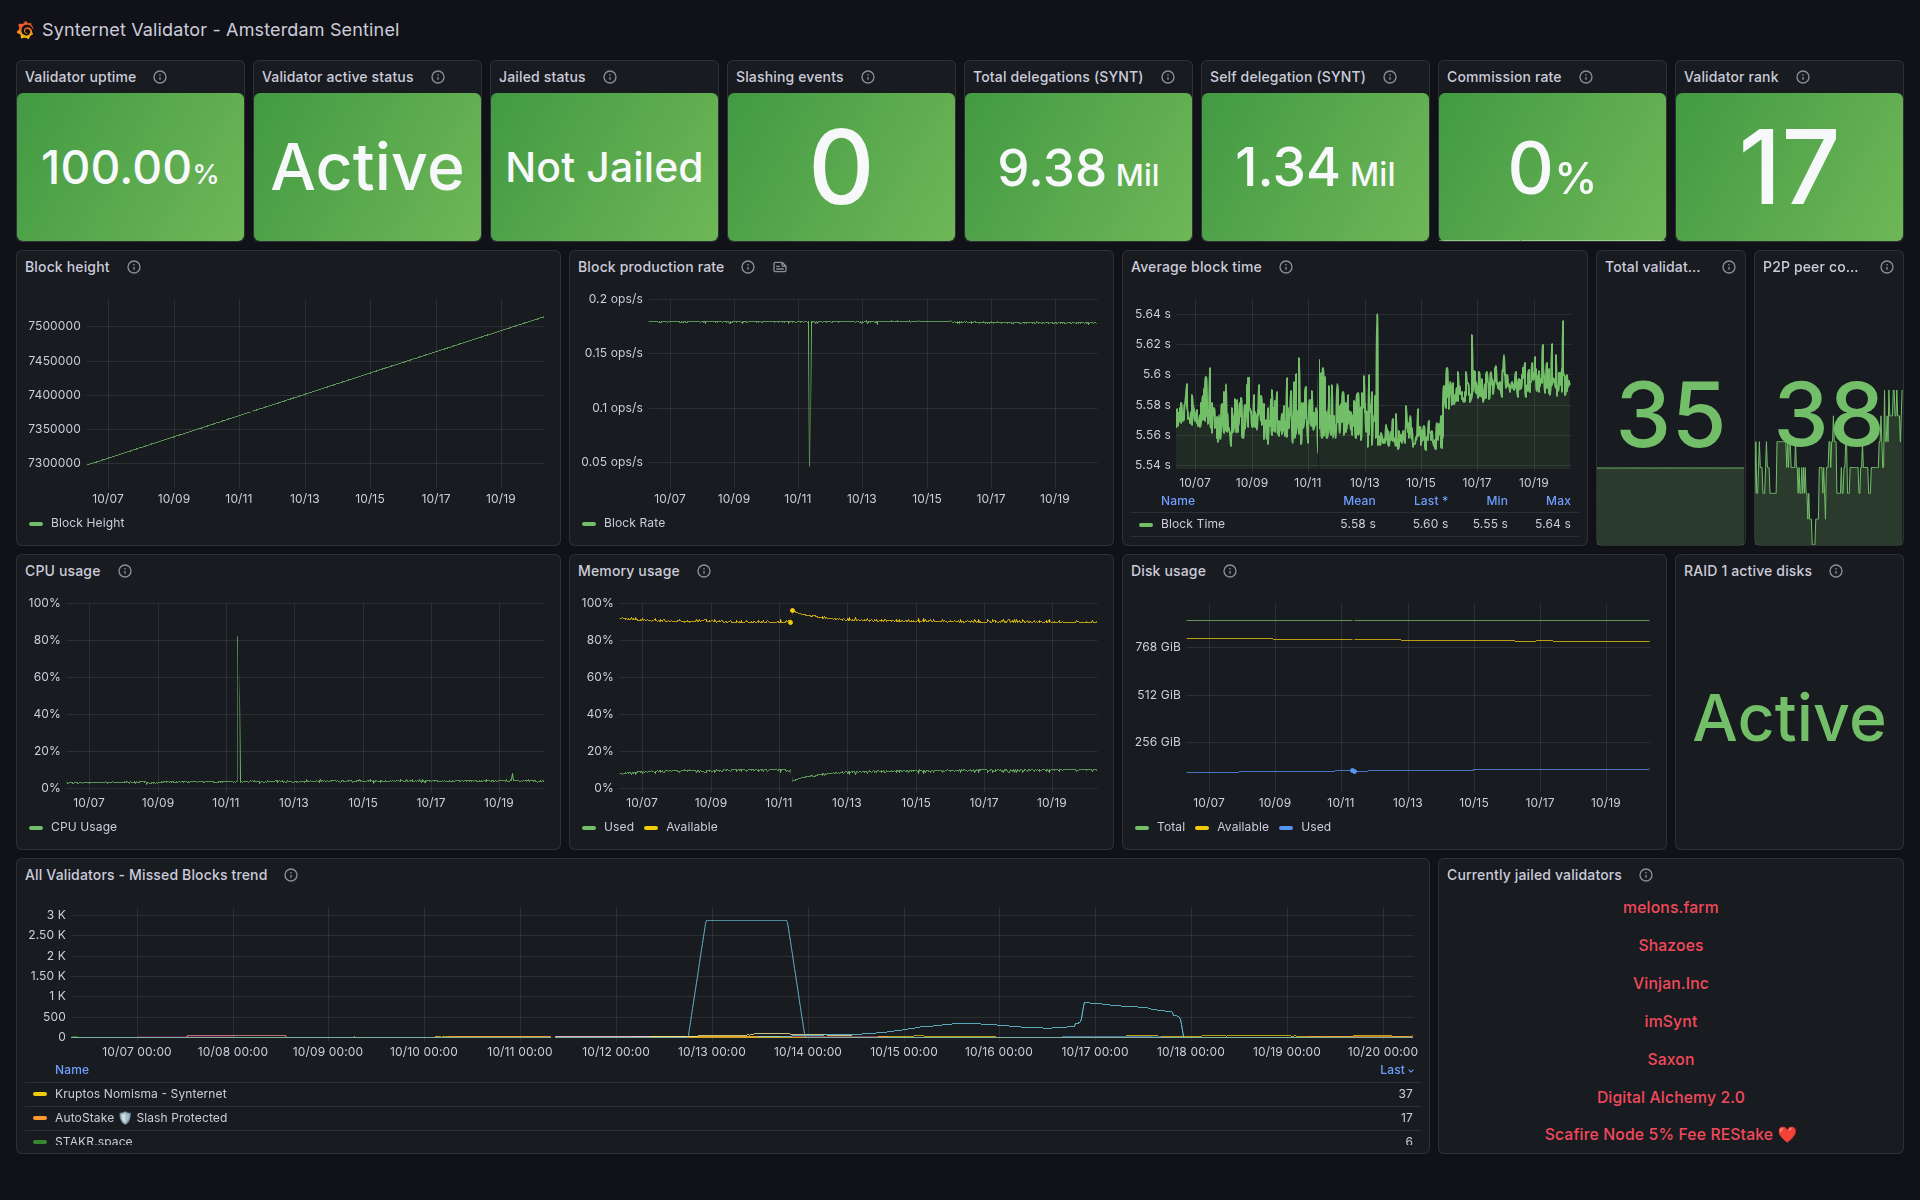 Synternet Validator - Amsterdam Sentinel
Validator uptime
Validator active status
Jailed status
Slashing events
Total delegations (SYNT)
Self delegation (SYNT)
Commission rate
Validator rank
100.00%
Active
Not Jailed
0
9.38 Mil
1.34 Mil
0%
17
Block height
7500000
7450000
7400000
7350000
7300000
10/07 10/09 10/11 10/13 10/15 10/17 10/19
Block Height
Block production rate
0.2 ops/s
0.15 ops/s
0.1 ops/s
0.05 ops/s
10/07 10/09 10/11 10/13 10/15 10/17 10/19
Block Rate
Average block time
5.64 s
5.62 s
5.6 s
5.58 s
5.56 s
5.54 s
10/07 10/09 10/11 10/13 10/15 10/17 10/19
Name Mean Last * Min Max
Block Time 5.58 s 5.60 s 5.55 s 5.64 s
Total validat...
35
P2P peer co...
38
CPU usage
100%
80%
60%
40%
20%
0%
10/07 10/09 10/11 10/13 10/15 10/17 10/19
CPU Usage
Memory usage
100%
80%
60%
40%
20%
0%
10/07 10/09 10/11 10/13 10/15 10/17 10/19
Used Available
Disk usage
768 GiB
512 GiB
256 GiB
10/07 10/09 10/11 10/13 10/15 10/17 10/19
Total Available Used
RAID 1 active disks
Active
All Validators - Missed Blocks trend
3 K
2.50 K
2 K
1.50 K
1 K
500
0
10/07 00:00 10/08 00:00 10/09 00:00 10/10 00:00 10/11 00:00 10/12 00:00 10/13 00:00 10/14 00:00 10/15 00:00 10/16 00:00 10/17 00:00 10/18 00:00 10/19 00:00 10/20 00:00
Name Last
Kruptos Nomisma - Synternet 37
AutoStake 🛡️ Slash Protected 17
STAKR.space 6
Currently jailed validators
melons.farm
Shazoes
Vinjan.Inc
imSynt
Saxon
Digital Alchemy 2.0
Scafire Node 5% Fee REStake ❤️